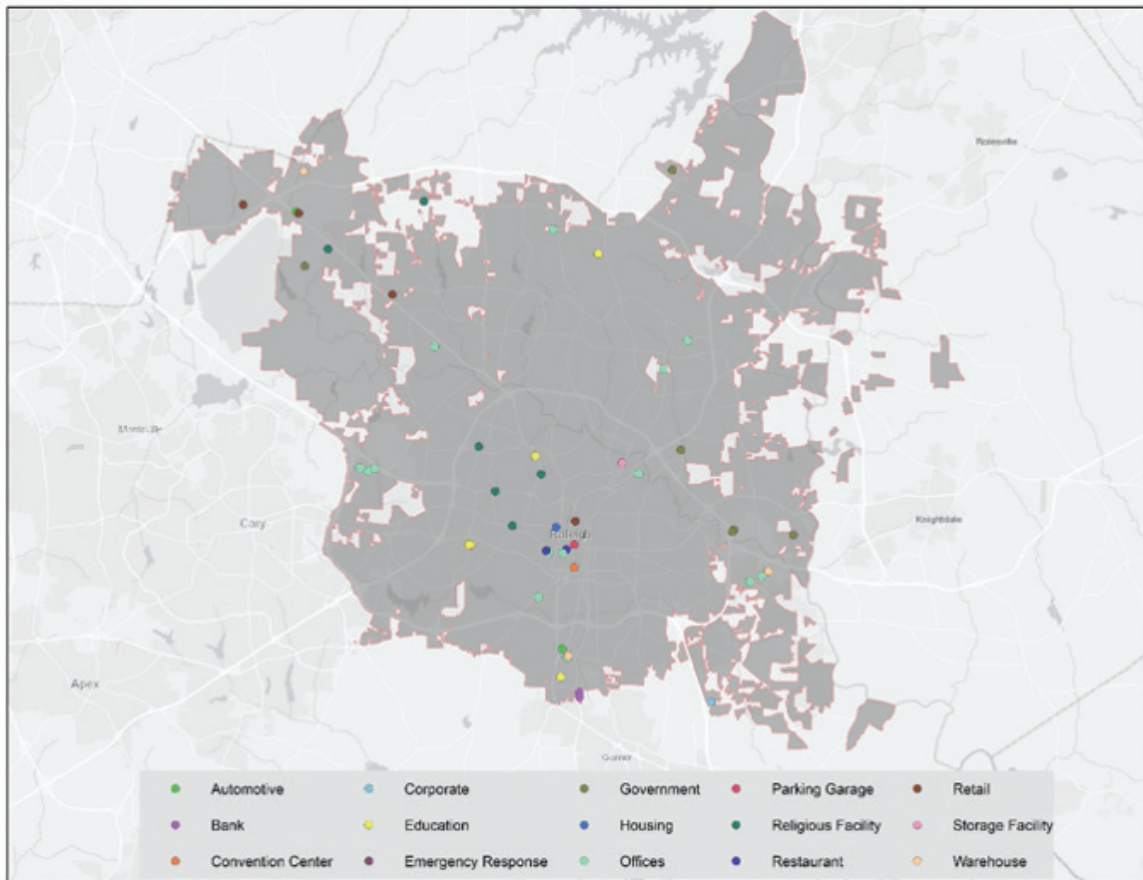 Rolesville
Morrisville
Cary
Raleigh
Knightdale
Apex
Garner
Automotive Corporate Government Parking Garage Retail
Bank Education Housing Religious Facility Storage Facility
Convention Center Emergency Response Offices Restaurant Warehouse